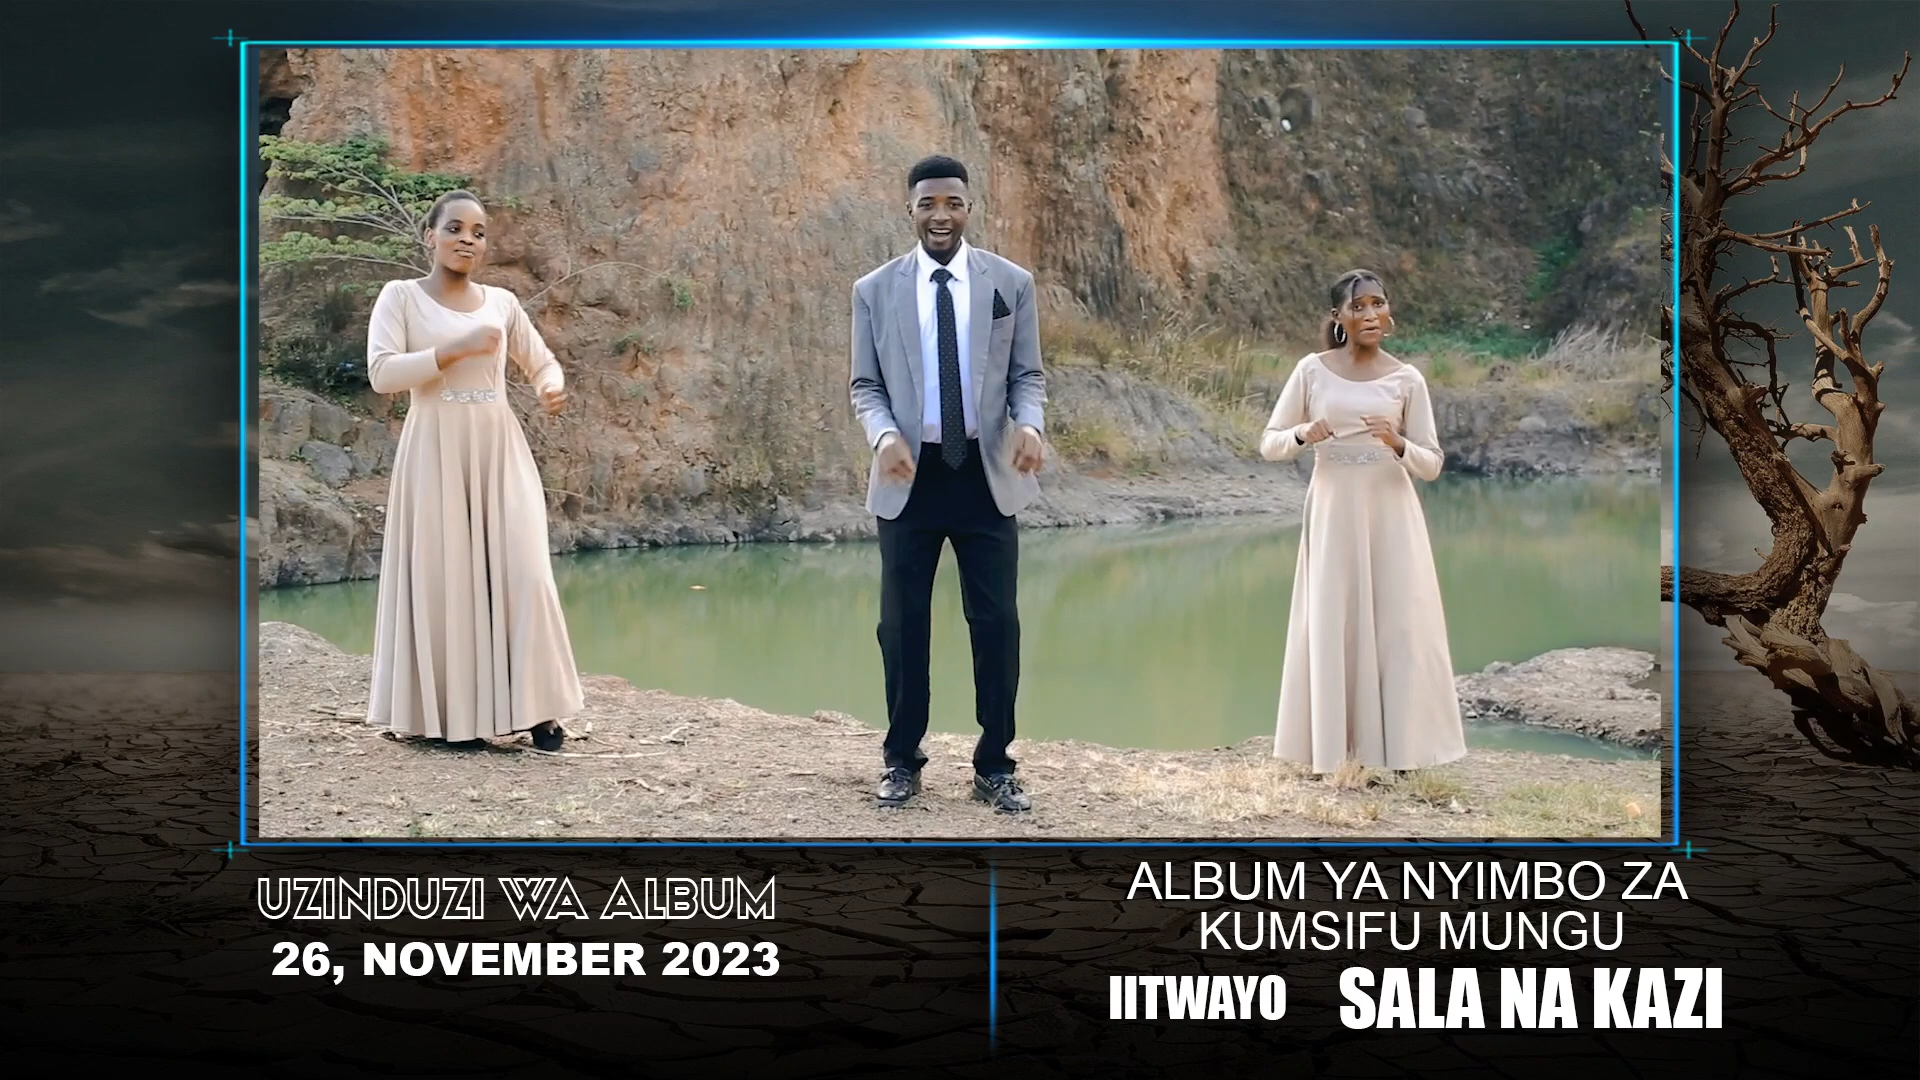 UZINDUZI WA ALBUM
26, NOVEMBER 2023
ALBUM YA NYIMBO ZA
KUMSIFU MUNGU
IITWAYO SALA NA KAZI